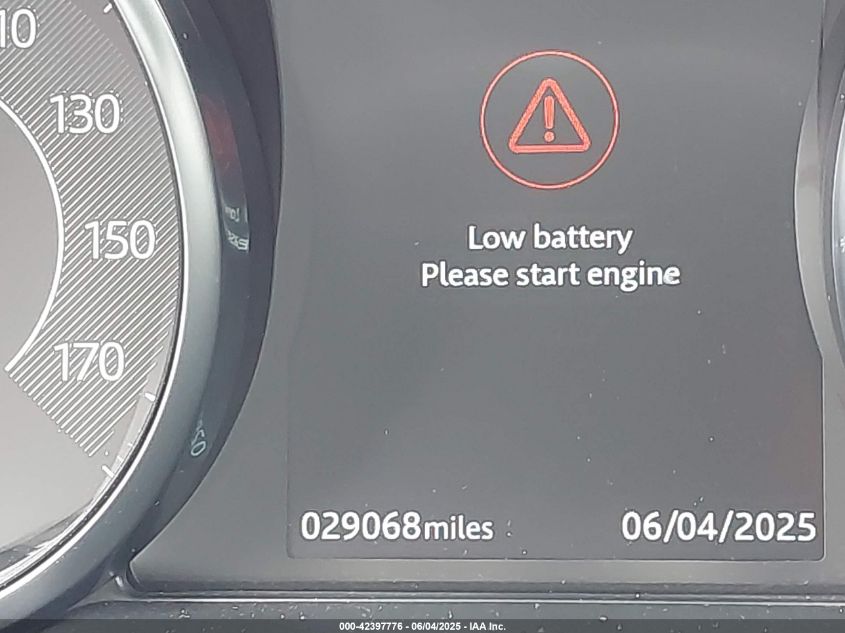 130
150
170
Low battery
Please start engine
029068miles
06/04/2025
000-42397776 - 06/04/2025 - IAA Inc.